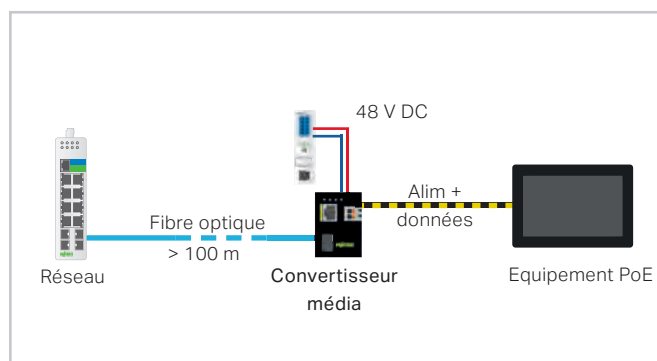 48 V DC
Alim +
données
Fibre optique
> 100 m
Réseau
Convertisseur
média
Equipement PoE